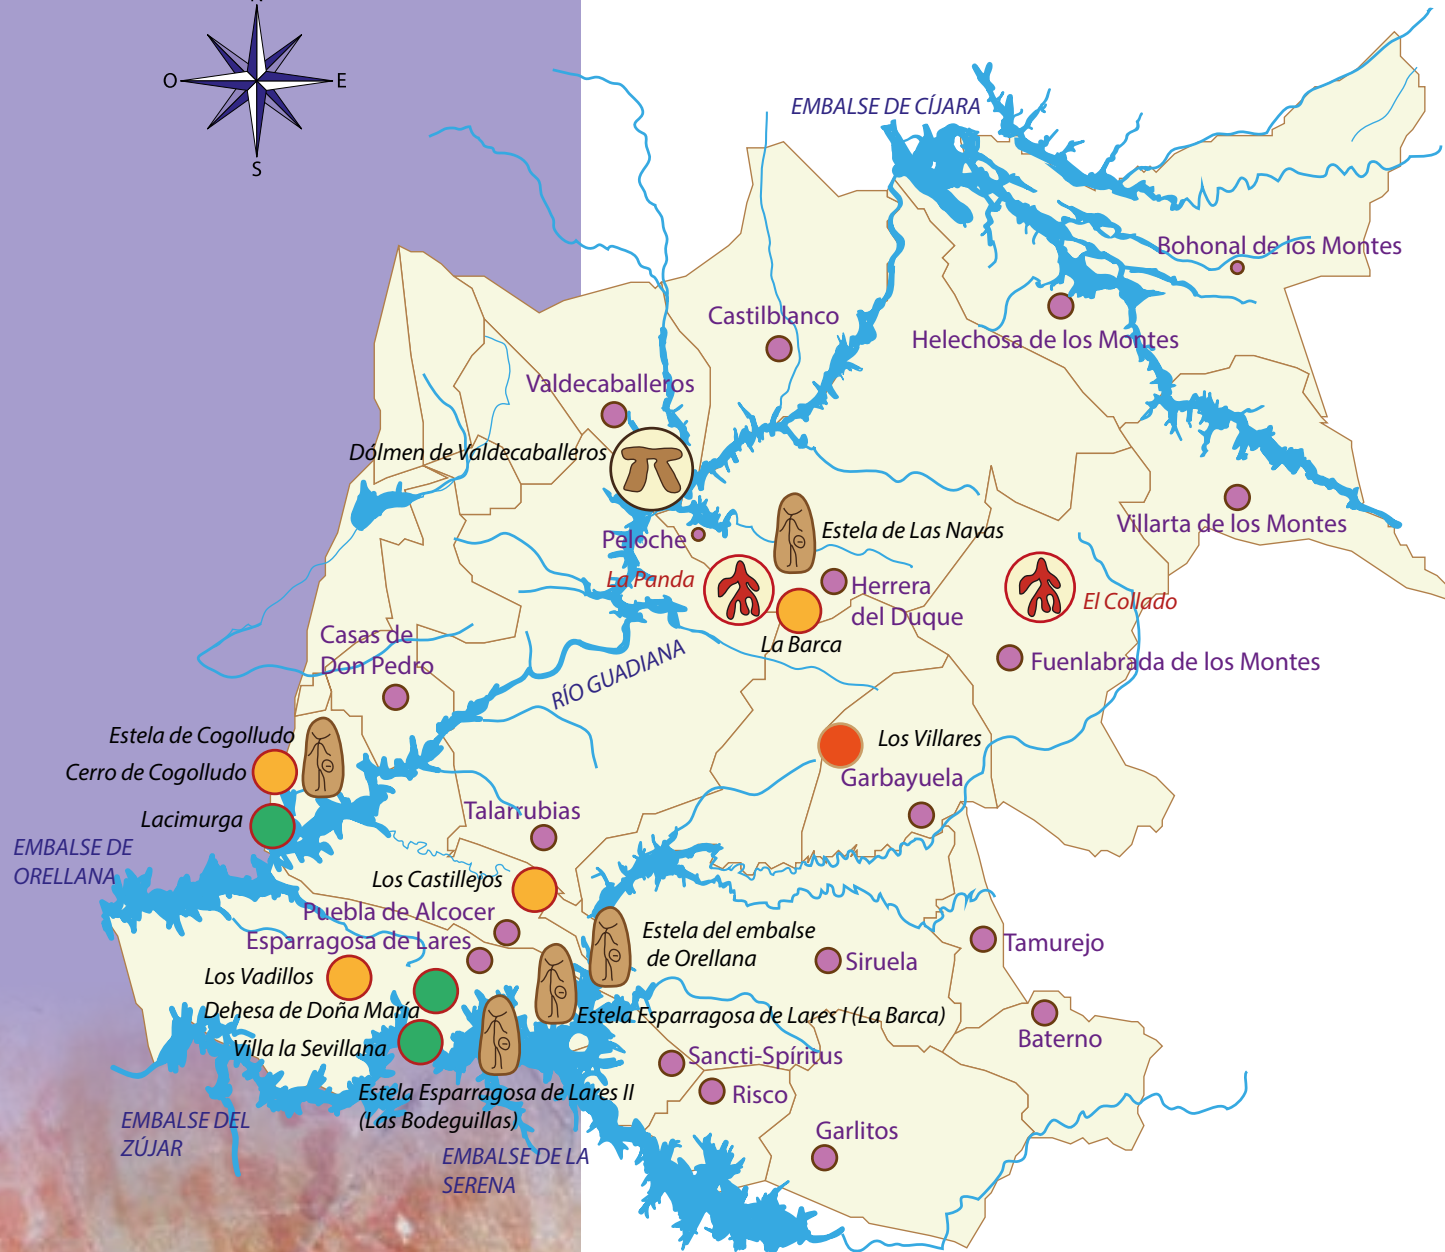 O
E
S
EMBALSE DE CÍJARA
Bohonal de los Montes
Castilblanco
Helechosa de los Montes
Valdecaballeros
Dólmen de Valdecaballeros
Villarta de los Montes
Estela de Las Navas
Peloche
La Panda
Herrera
del Duque
El Collado
Casas de
Don Pedro
La Barca
RÍO GUADIANA
Fuenlabrada de los Montes
Estela de Cogolludo
Los Villares
Cerro de Cogolludo
Garbayuela
Lacimurga
Talarrubias
EMBALSE DE
ORELLANA
Los Castillejos
Puebla de Alcocer
Esparragosa de Lares
Estela del embalse
de Orellana
Siruela
Tamurejo
Los Vadillos
Dehesa de Doña María
Estela Esparragosa de Lares I (La Barca)
Baterno
Villa la Sevillana
Sancti-Spíritus
Estela Esparragosa de Lares II
(Las Bodeguillas)
Risco
EMBALSE DEL
ZÚJAR
Garlitos
EMBALSE DE LA
SERENA